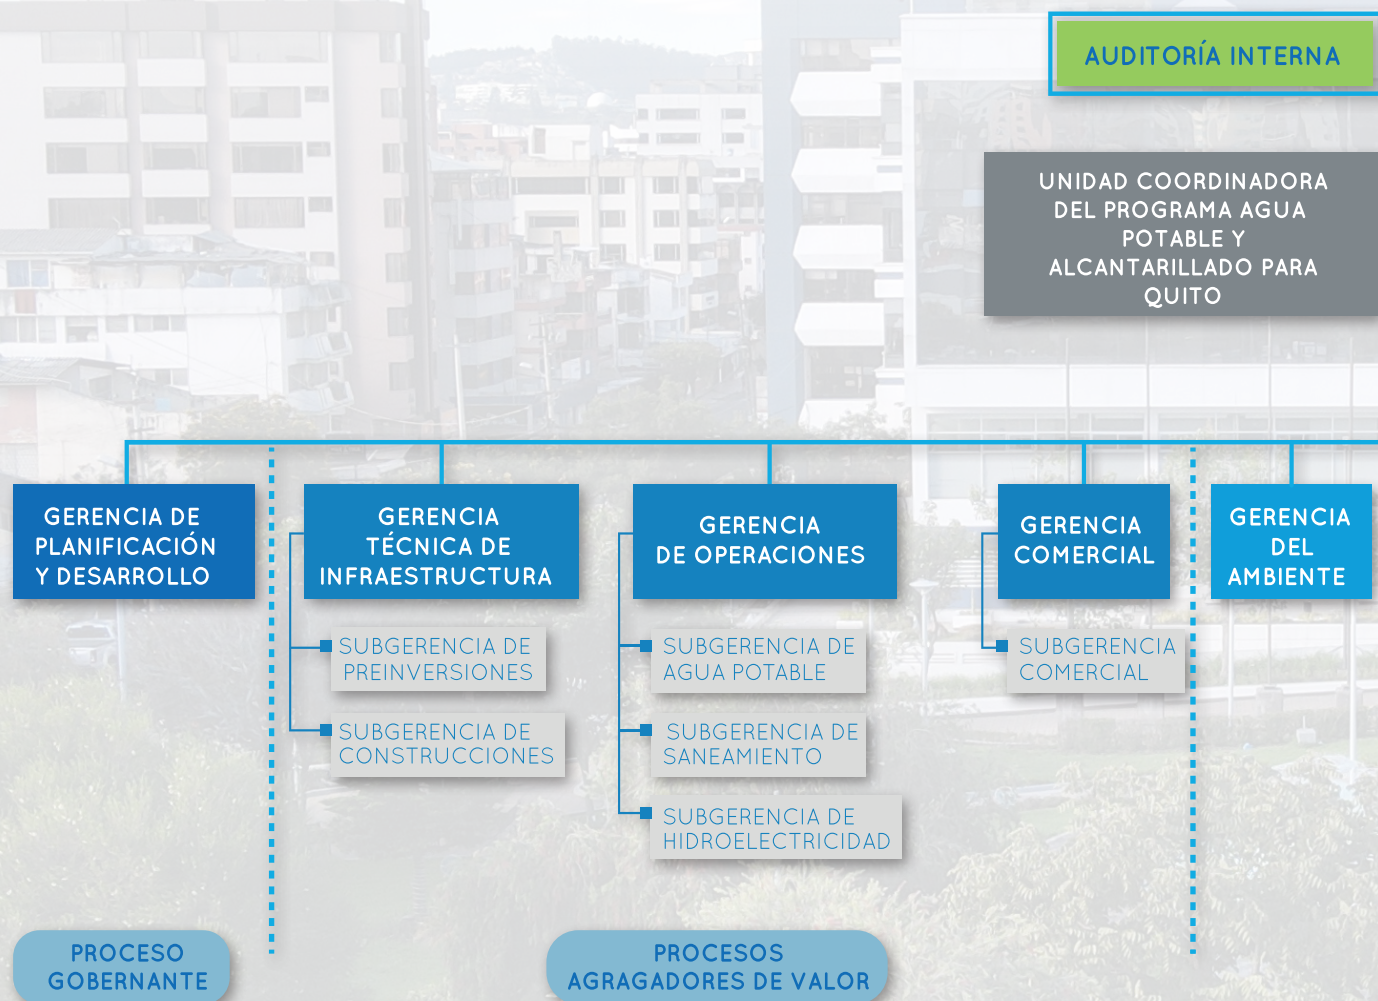 AUDITORÍA INTERNA
UNIDAD COORDINADORA
DEL PROGRAMA AGUA
POTABLE Y
ALCANTARILLADO PARA
QUITO
GERENCIA DE
PLANIFICACIÓN
Y DESARROLLO
GERENCIA
TÉCNICA DE
INFRAESTRUCTURA
SUBGERENCIA DE
PREINVERSIONES
SUBGERENCIA DE
CONSTRUCCIONES
GERENCIA
DE OPERACIONES
SUBGERENCIA DE
AGUA POTABLE
SUBGERENCIA DE
SANEAMIENTO
SUBGERENCIA DE
HIDROELECTRICIDAD
GERENCIA
COMERCIAL
SUBGERENCIA
COMERCIAL
GERENCIA
DEL
AMBIENTE
PROCESO
GOBERNANTE
PROCESOS
AGRAGADORES DE VALOR